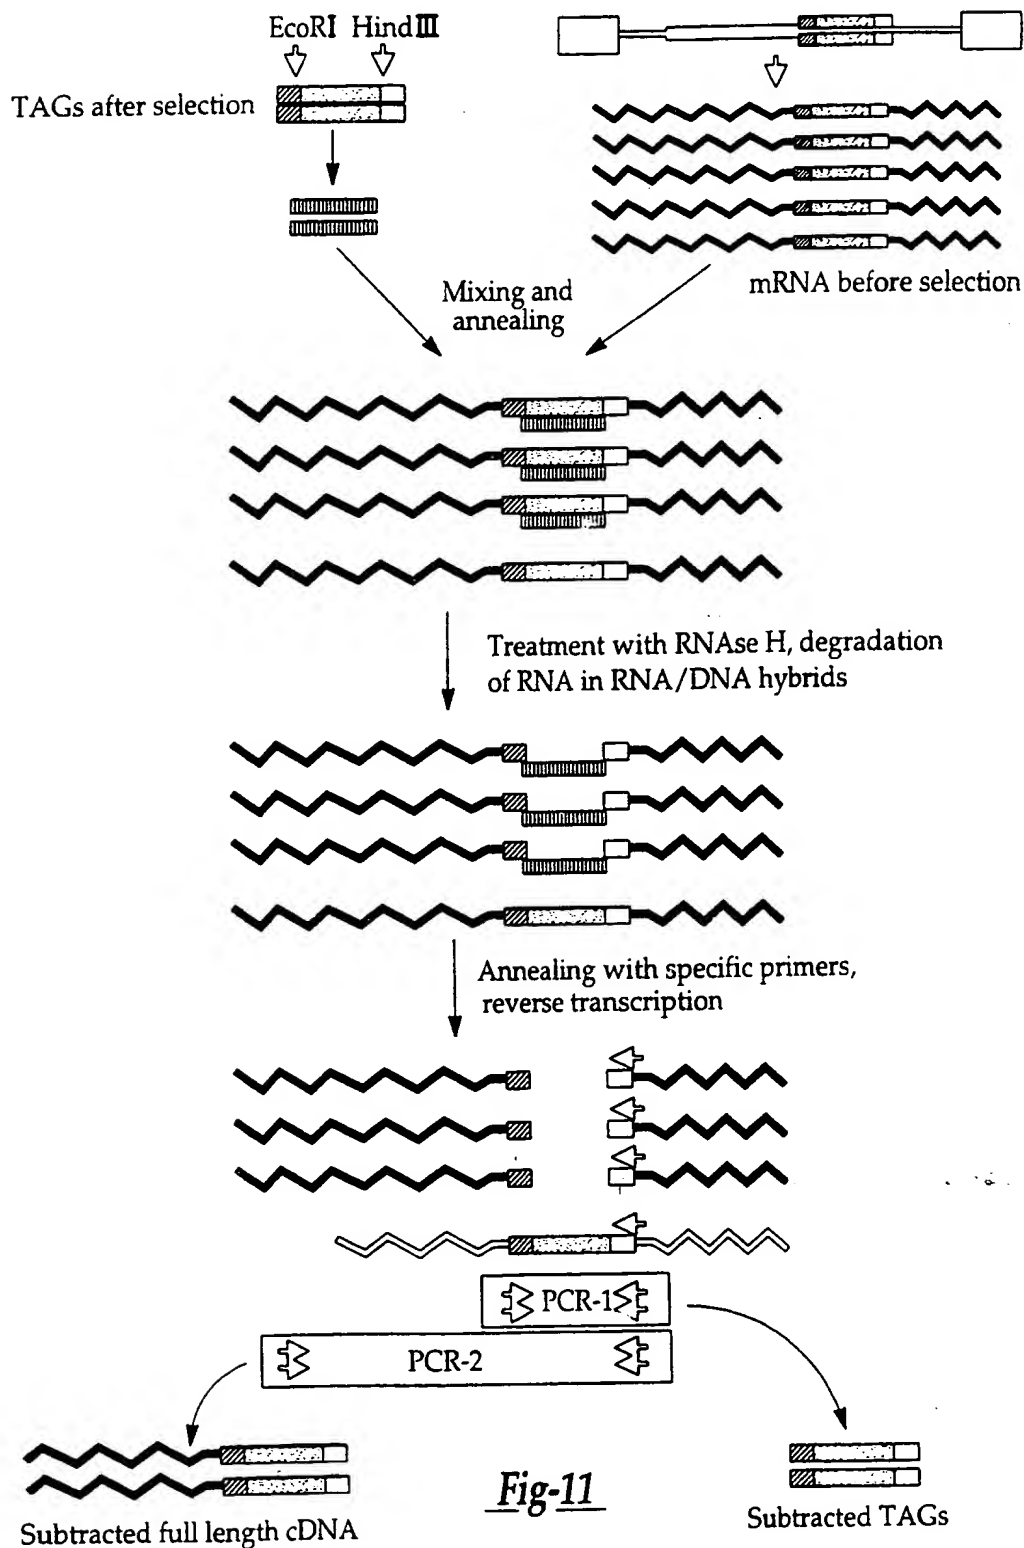 EcoRI HindIII
TAGs after selection
mRNA before selection
Mixing and
annealing
Treatment with RNAse H, degradation
of RNA in RNA/DNA hybrids
Annealing with specific primers,
reverse transcription
PCR-1
PCR-2
Subtracted full length cDNA
Fig-11
Subtracted TAGs